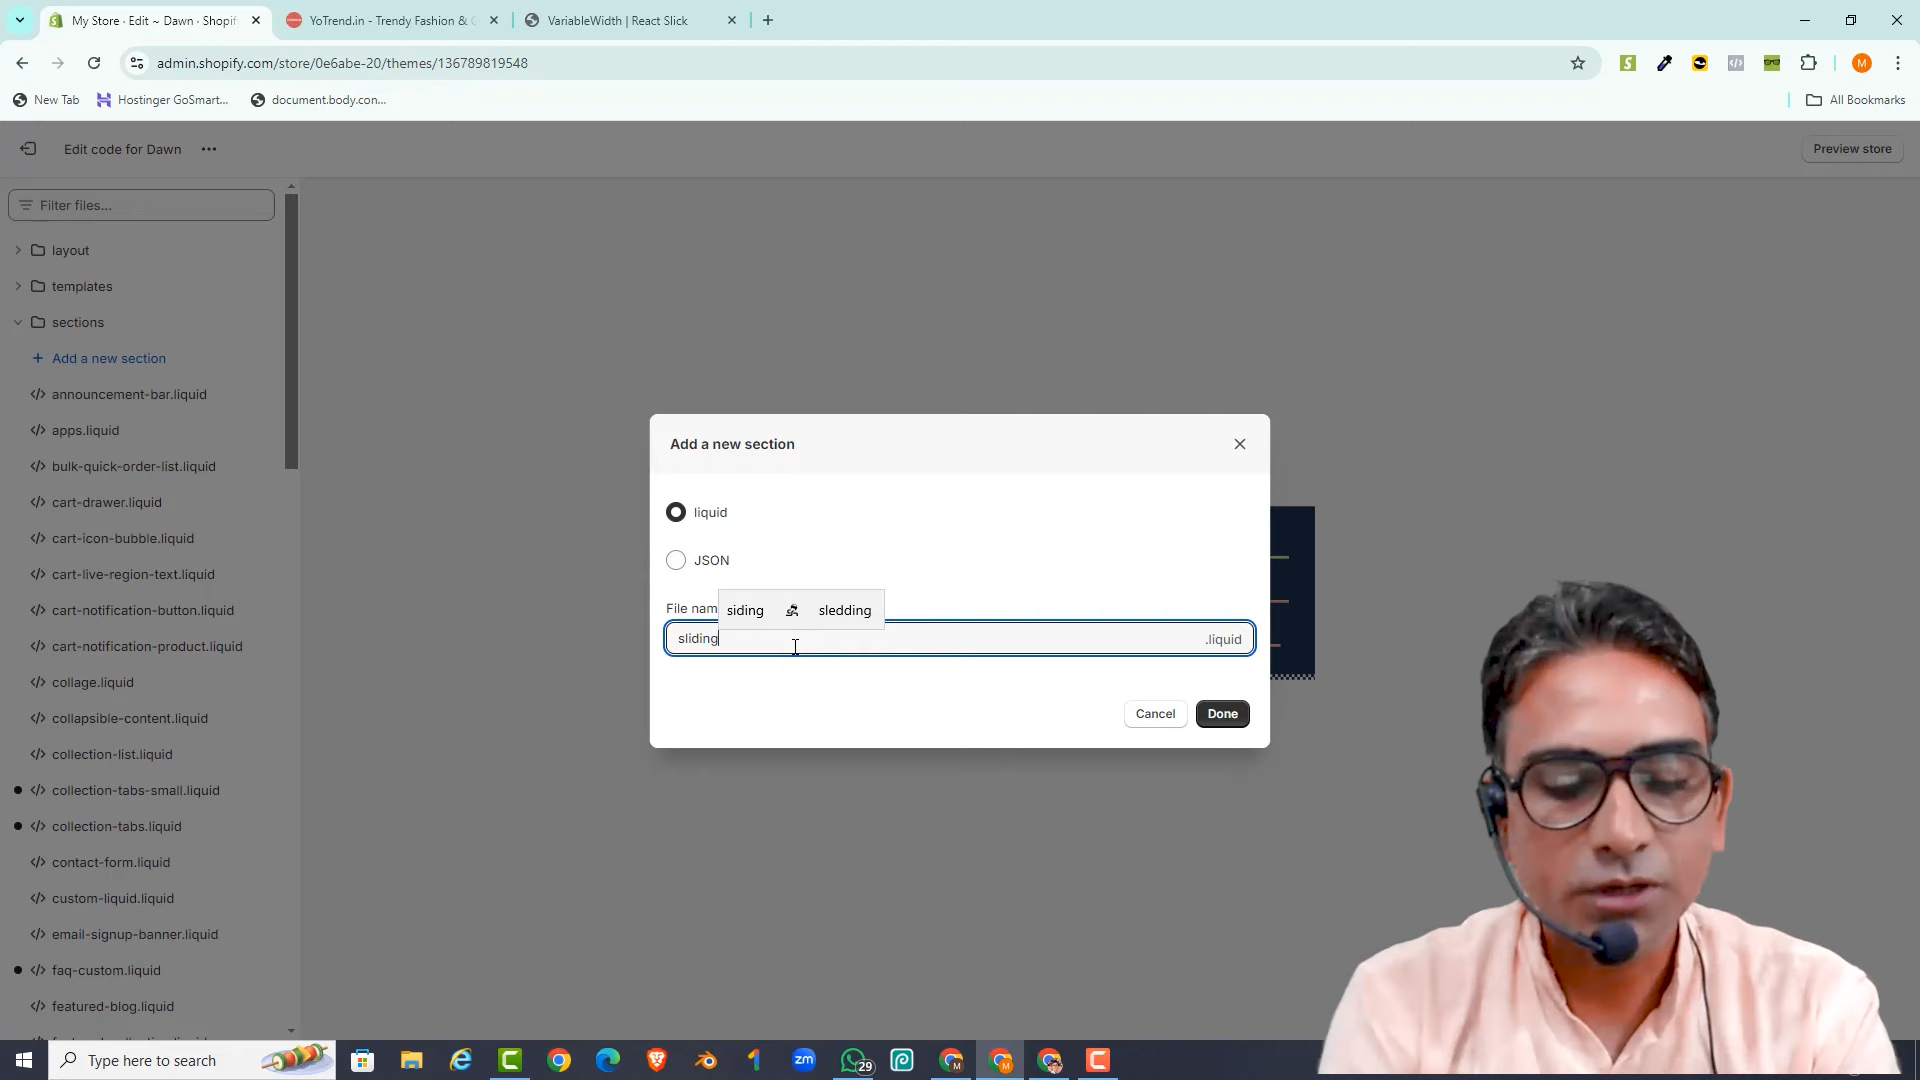 My Store · Edit ~ Dawn · Shopif
YoTrend.in - Trendy Fashion & G
VariableWidth | React Slick
admin.shopify.com/store/0e6abe-20/themes/136789819548
New Tab
Hostinger GoSmart...
document.body.con...
All Bookmarks
Edit code for Dawn
Preview store
Filter files...
layout
templates
sections
+ Add a new section
announcement-bar.liquid
apps.liquid
bulk-quick-order-list.liquid
cart-drawer.liquid
cart-icon-bubble.liquid
cart-live-region-text.liquid
cart-notification-button.liquid
cart-notification-product.liquid
collage.liquid
collapsible-content.liquid
collection-list.liquid
collection-tabs-small.liquid
collection-tabs.liquid
contact-form.liquid
custom-liquid.liquid
email-signup-banner.liquid
faq-custom.liquid
featured-blog.liquid
Add a new section
liquid
JSON
File nam
siding sledding
sliding .liquid
Cancel Done
Type here to search
zm
29
M